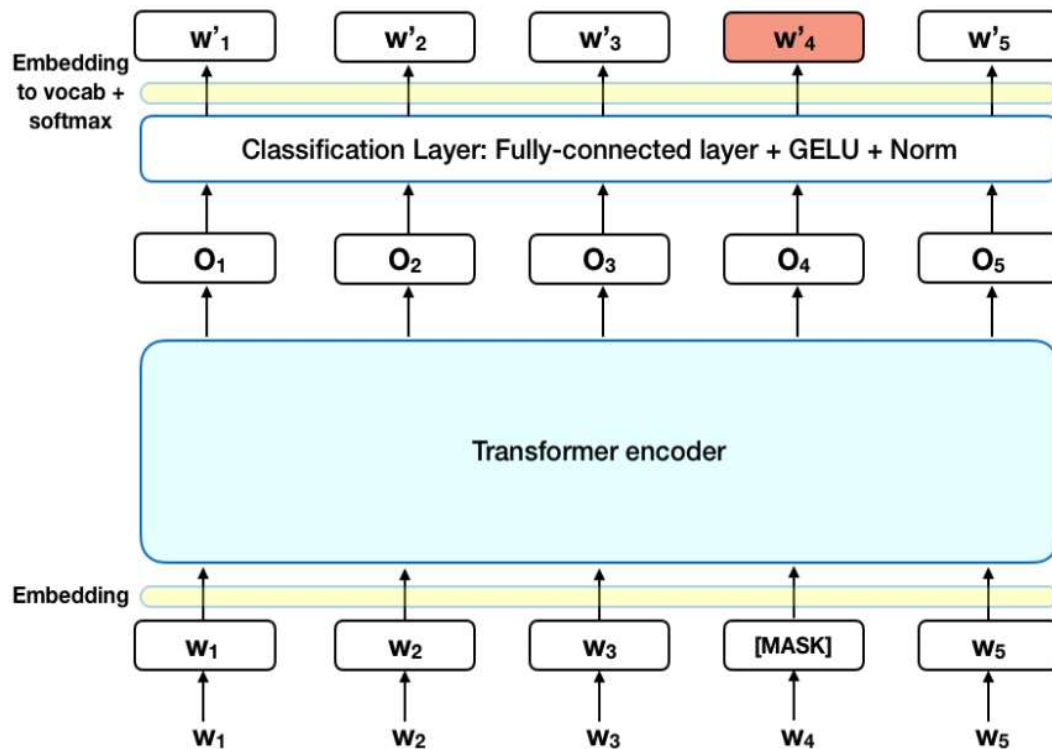 w'₁ w'₂ w'₃ w'₄ w'₅
Embedding
to vocab +
softmax
Classification Layer: Fully-connected layer + GELU + Norm
O₁ O₂ O₃ O₄ O₅
Transformer encoder
Embedding
W₁ W₂ W₃ [MASK] W₅
W₁ W₂ W₃ W₄ W₅